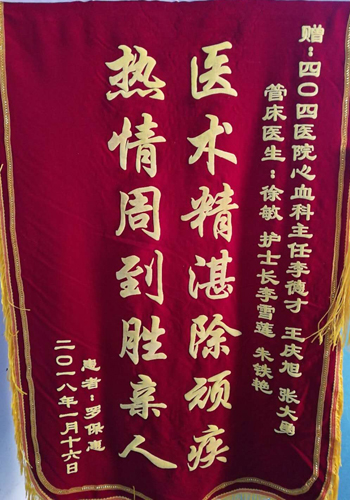 赠：四〇四医院心血科主任李德才 王庆旭 张大勇
管床医生：徐敏 护士长李雪莲 朱铁艳
医术精湛除顽疾
热情周到胜亲人
患者：罗保惠
二〇一八年一月十六日